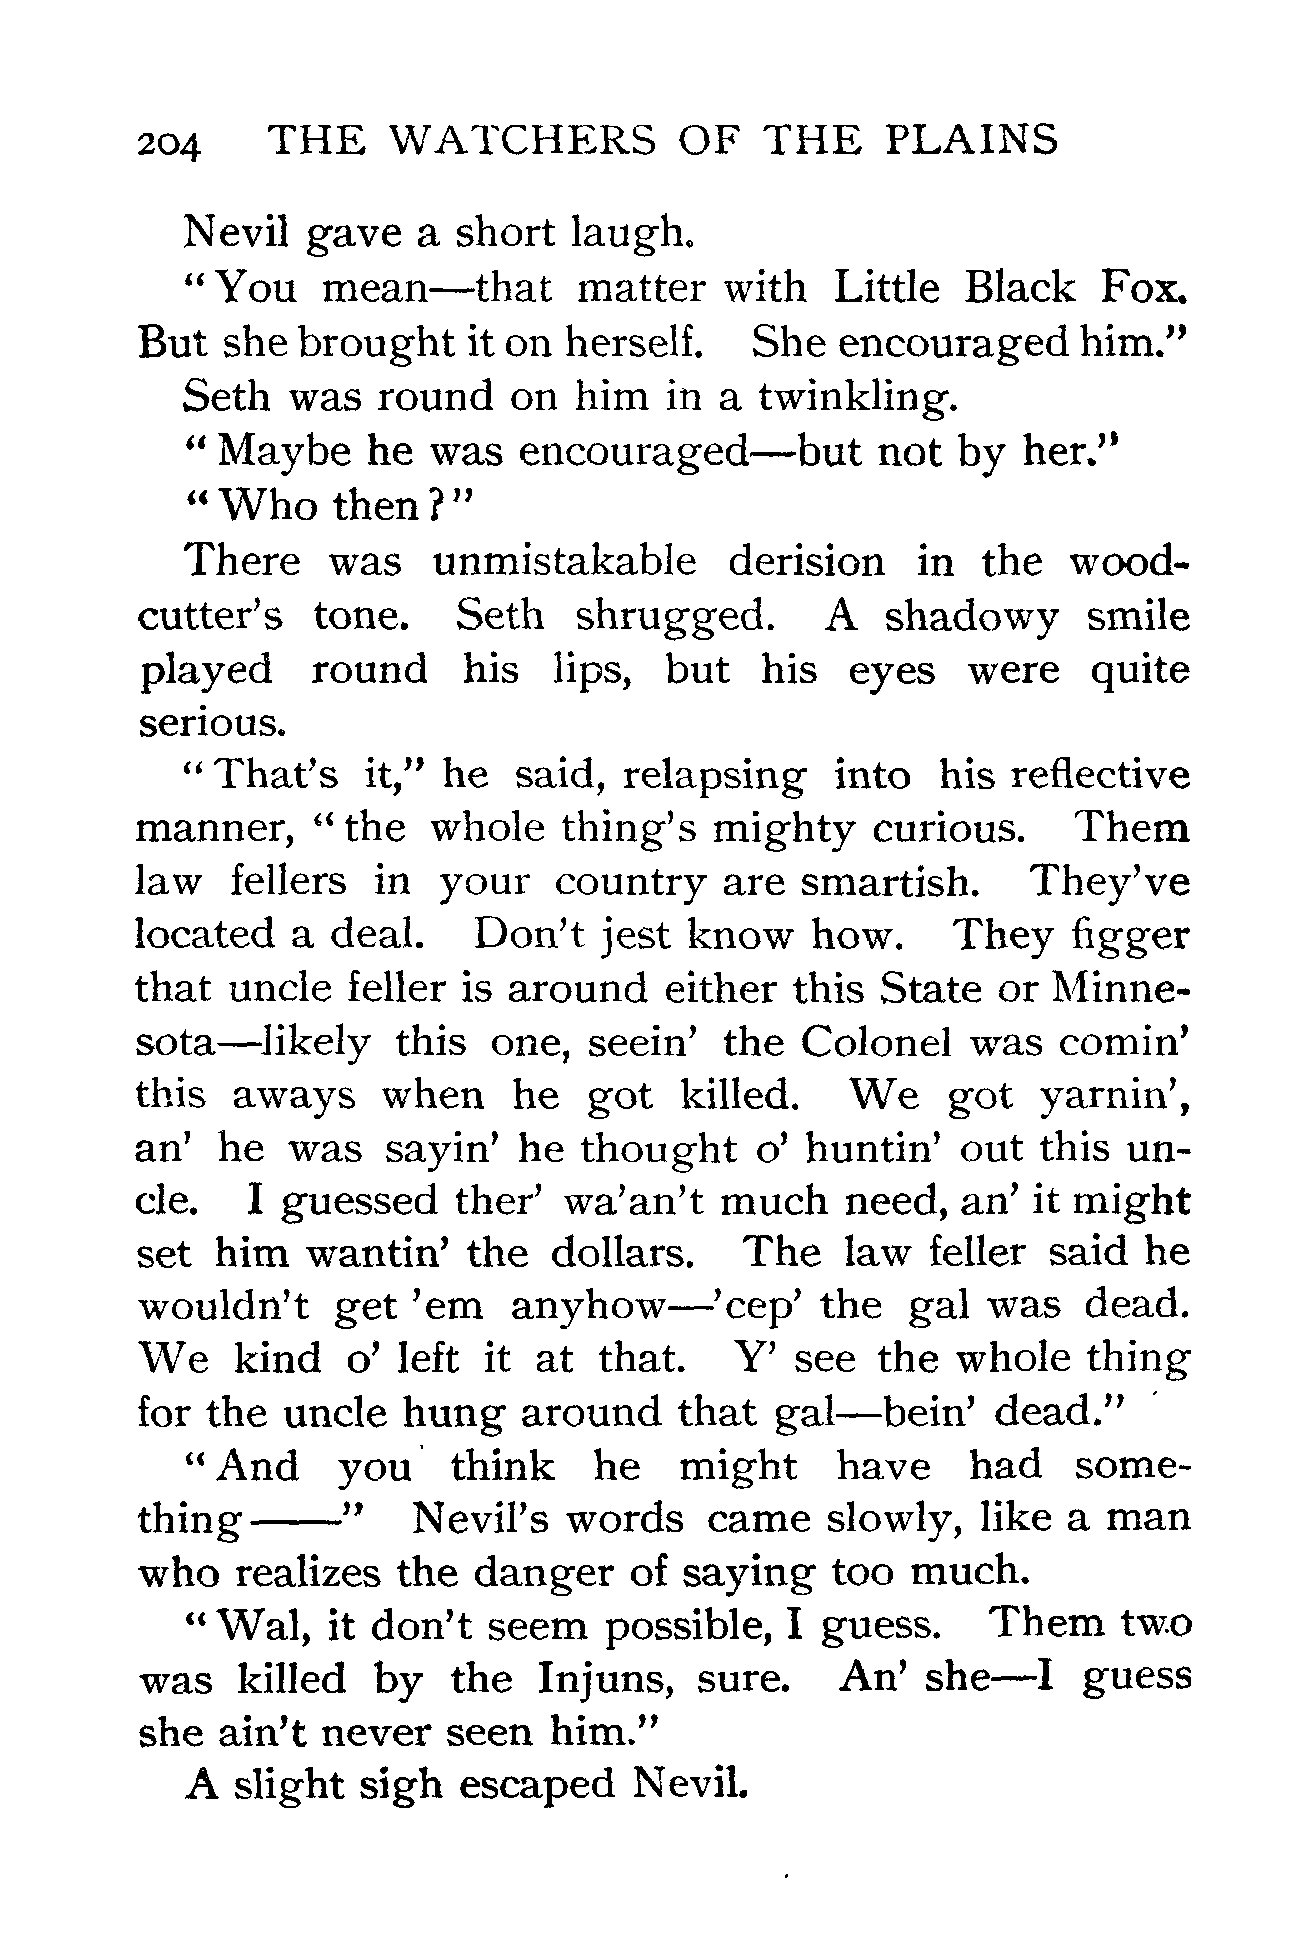 204 THE WATCHERS OF THE PLAINS
Nevil gave a short laugh.
"You mean—that matter with Little Black Fox.
But she brought it on herself. She encouraged him."
Seth was round on him in a twinkling.
"Maybe he was encouraged—but not by her."
"Who then?"
There was unmistakable derision in the wood-
cutter's tone. Seth shrugged. A shadowy smile
played round his lips, but his eyes were quite
serious.
"That's it," he said, relapsing into his reflective
manner, "the whole thing's mighty curious. Them
law fellers in your country are smartish. They've
located a deal. Don't jest know how. They figger
that uncle feller is around either this State or Minne-
sota—likely this one, seein' the Colonel was comin'
this aways when he got killed. We got yarnin',
an' he was sayin' he thought o' huntin' out this un-
cle. I guessed ther' wa'an't much need, an' it might
set him wantin' the dollars. The law feller said he
wouldn't get 'em anyhow—'cep' the gal was dead.
We kind o' left it at that. Y' see the whole thing
for the uncle hung around that gal—bein' dead."
"And you think he might have had some-
thing——" Nevil's words came slowly, like a man
who realizes the danger of saying too much.
"Wal, it don't seem possible, I guess. Them two
was killed by the Injuns, sure. An' she—I guess
she ain't never seen him."
A slight sigh escaped Nevil.